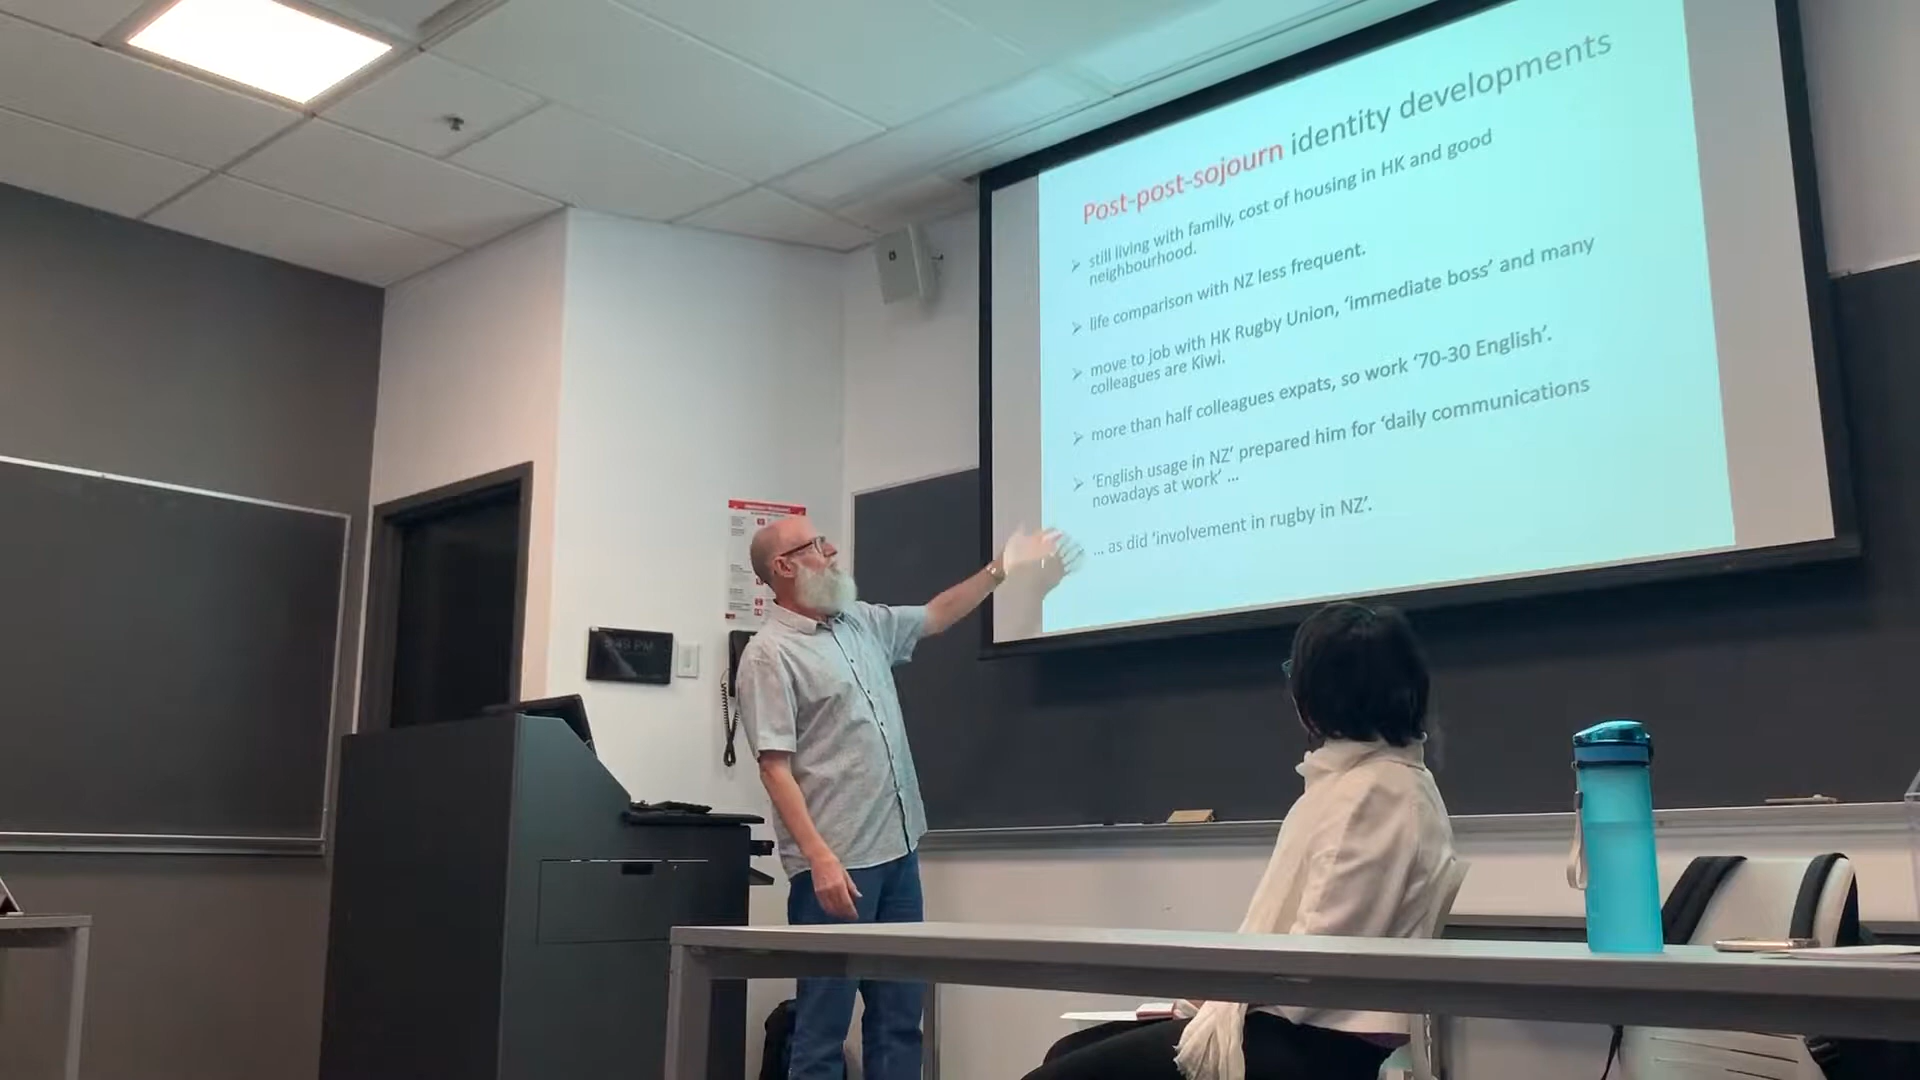 Post-post-sojourn identity developments
➢ still living with family, cost of housing in HK and good
neighbourhood.
➢ life comparison with NZ less frequent.
➢ move to job with HK Rugby Union, ‘immediate boss’ and many
colleagues are Kiwi.
➢ more than half colleagues expats, so work ‘70-30 English’.
➢ ‘English usage in NZ’ prepared him for ‘daily communications
nowadays at work’ ...
... as did ‘involvement in rugby in NZ’.